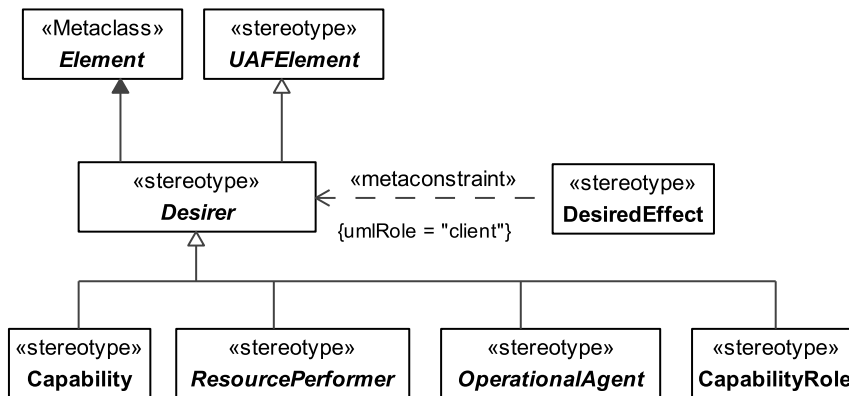 «Metaclass»
Element
«stereotype»
UAFElement
«stereotype»
Desirer
«metaconstraint»
{umlRole = "client"}
«stereotype»
DesiredEffect
«stereotype»
Capability
«stereotype»
ResourcePerformer
«stereotype»
OperationalAgent
«stereotype»
CapabilityRole